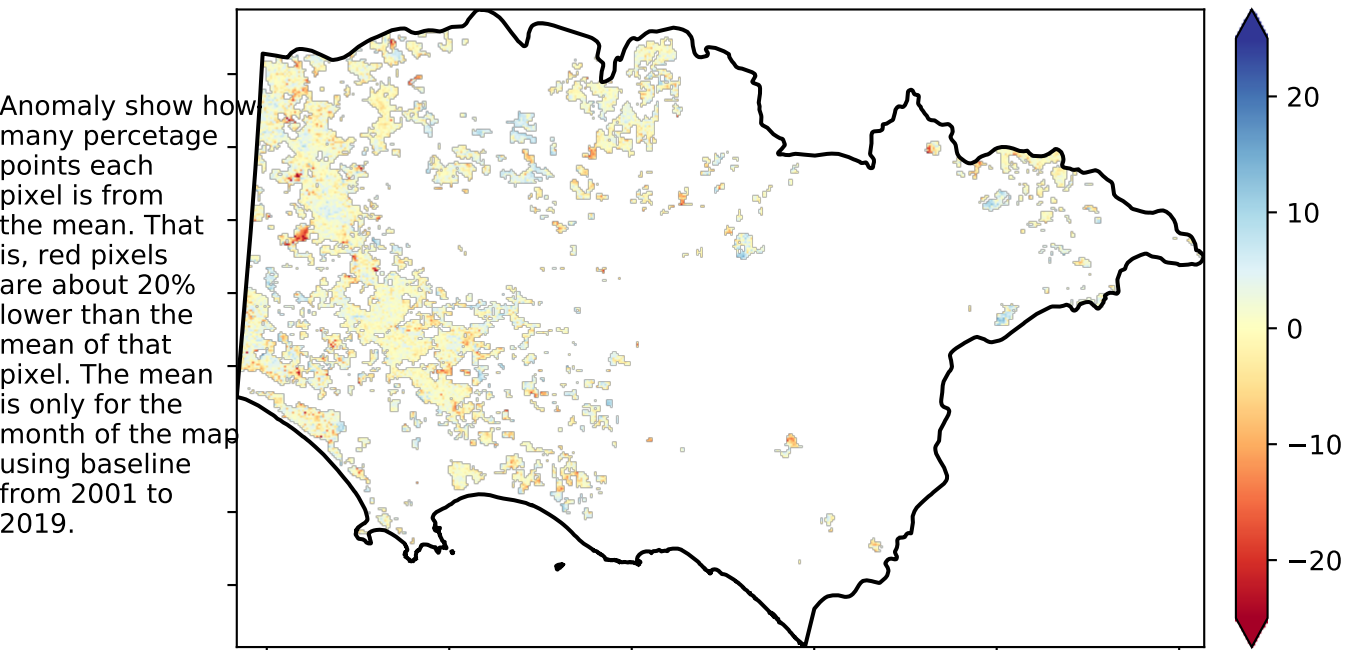 Anomaly show how
many percetage
points each
pixel is from
the mean. That
is, red pixels
are about 20%
lower than the
mean of that
pixel. The mean
is only for the
month of the map
using baseline
from 2001 to
2019.
20
10
0
−10
−20